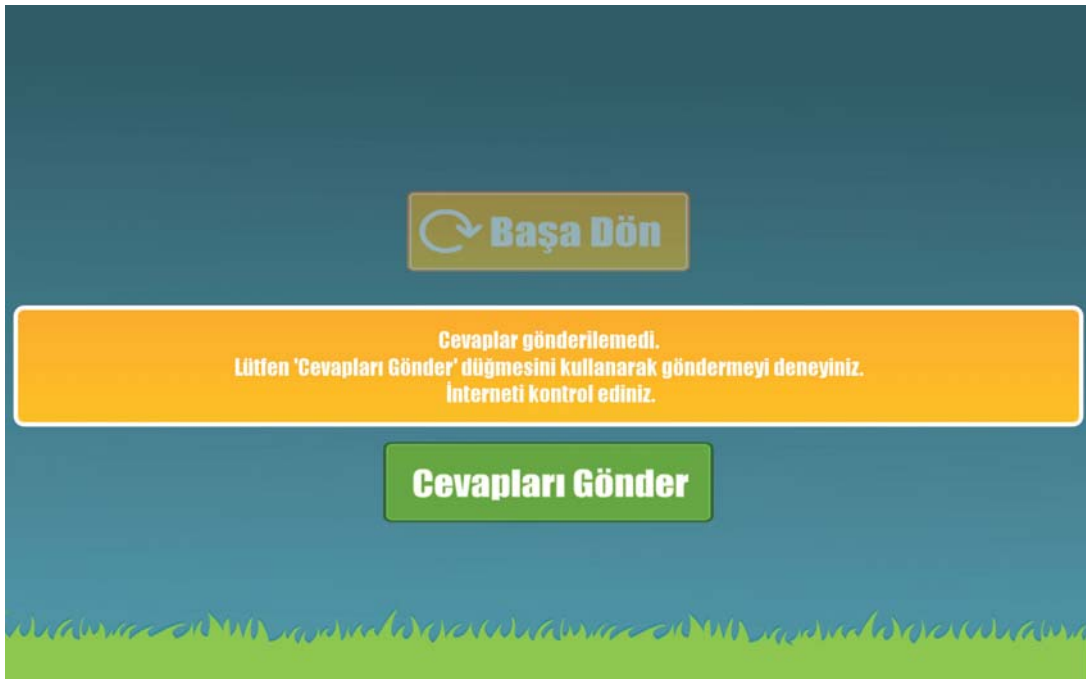 Başa Dön
Cevaplar gönderilemedi.
Lütfen 'Cevapları Gönder' düğmesini kullanarak göndermeyi deneyiniz.
İnterneti kontrol ediniz.
Cevapları Gönder